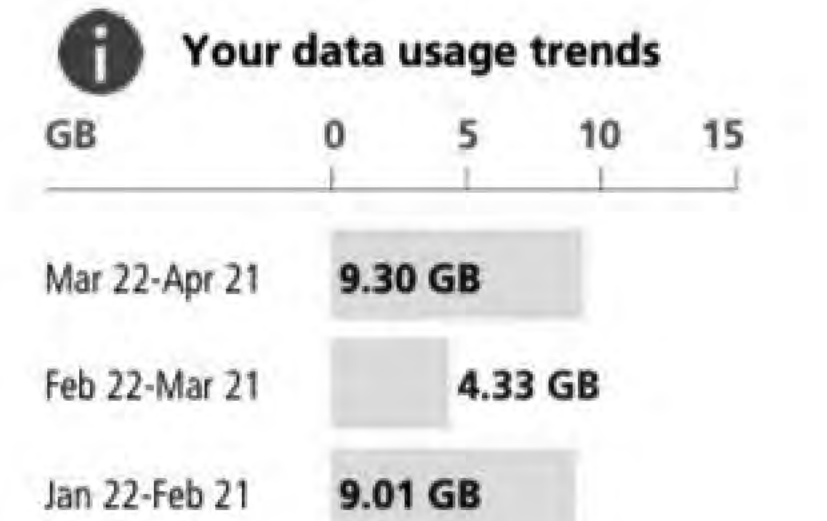 i Your data usage trends
GB 0 5 10 15
Mar 22-Apr 21 9.30 GB
Feb 22-Mar 21 4.33 GB
Jan 22-Feb 21 9.01 GB